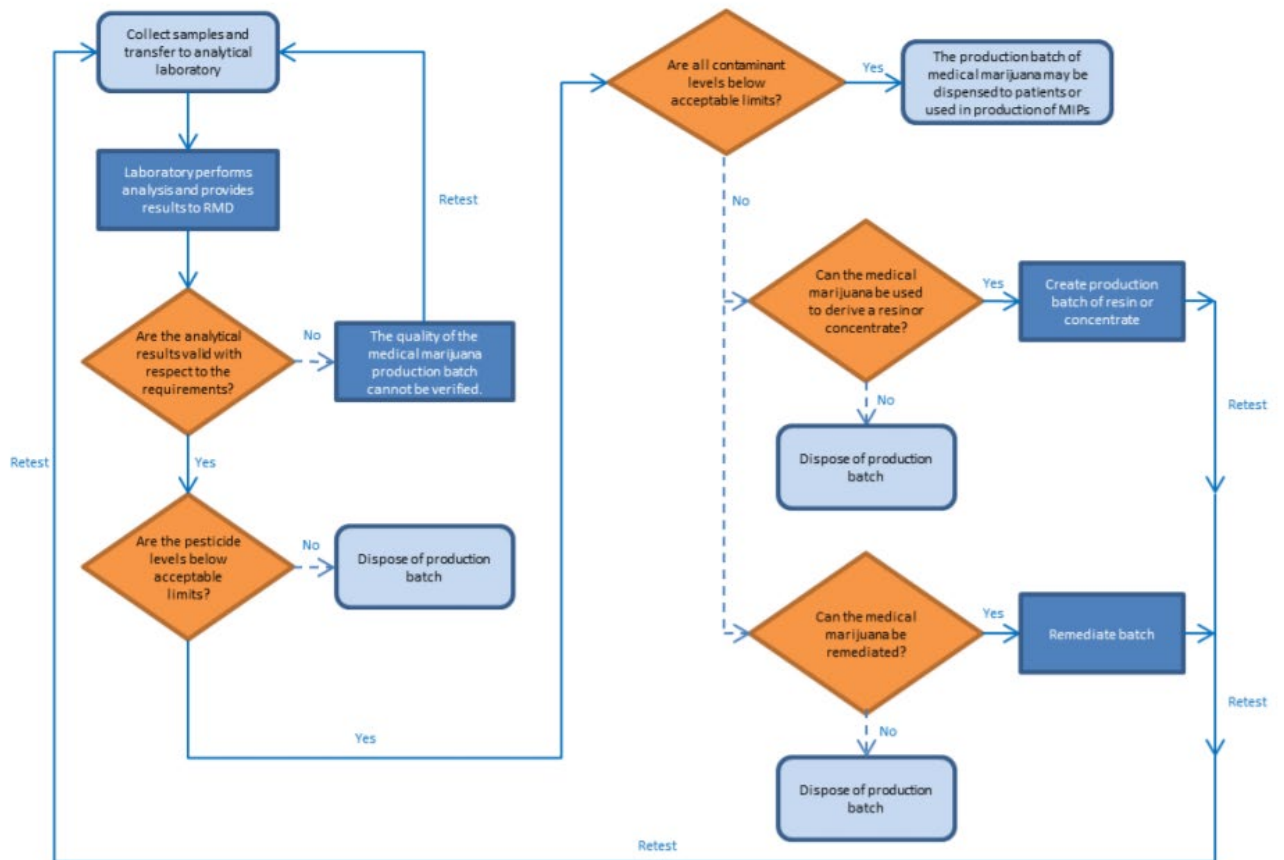 Collect samples and
transfer to analytical
laboratory
Laboratory performs
analysis and provides
results to RMD
Retest
Are the analytical
results valid with
respect to the
requirements?
No
The quality of the
medical marijuana
production batch
cannot be verified.
Retest
Yes
Are the pesticide
levels below
acceptable
limits?
No
Dispose of production
batch
Yes
Are all contaminant
levels below
acceptable limits?
Yes
The production batch of
medical marijuana may be
dispensed to patients or
used in production of MIPs
No
Can the medical
marijuana be used
to derive a resin or
concentrate?
Yes
Create production
batch of resin or
concentrate
No
Retest
Dispose of production
batch
Can the medical
marijuana be
remediated?
Yes
Remediate batch
Retest
No
Dispose of production
batch
Retest